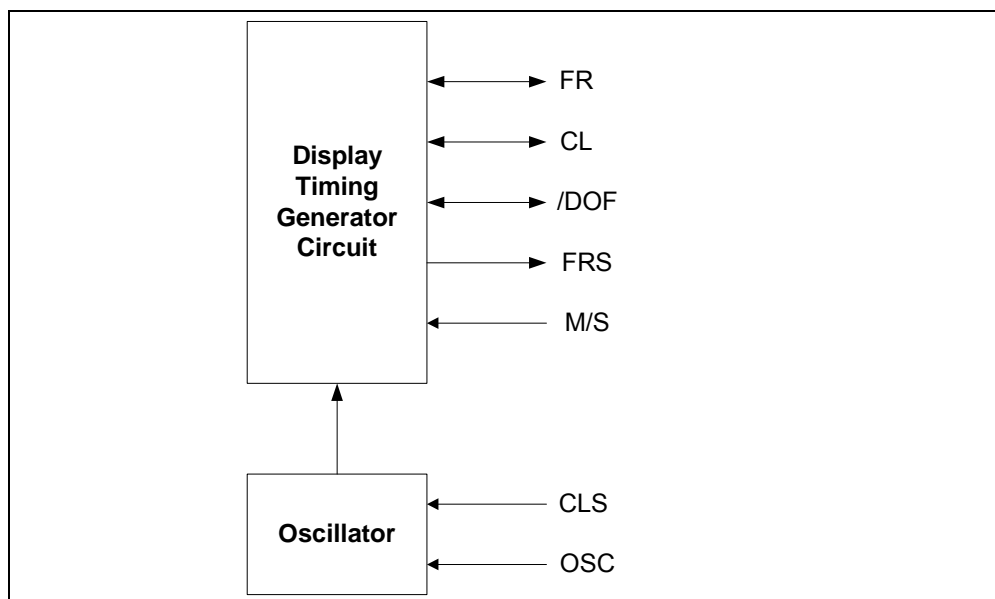 FR
CL
Display
Timing
Generator
Circuit
/DOF
FRS
M/S
Oscillator
CLS
OSC